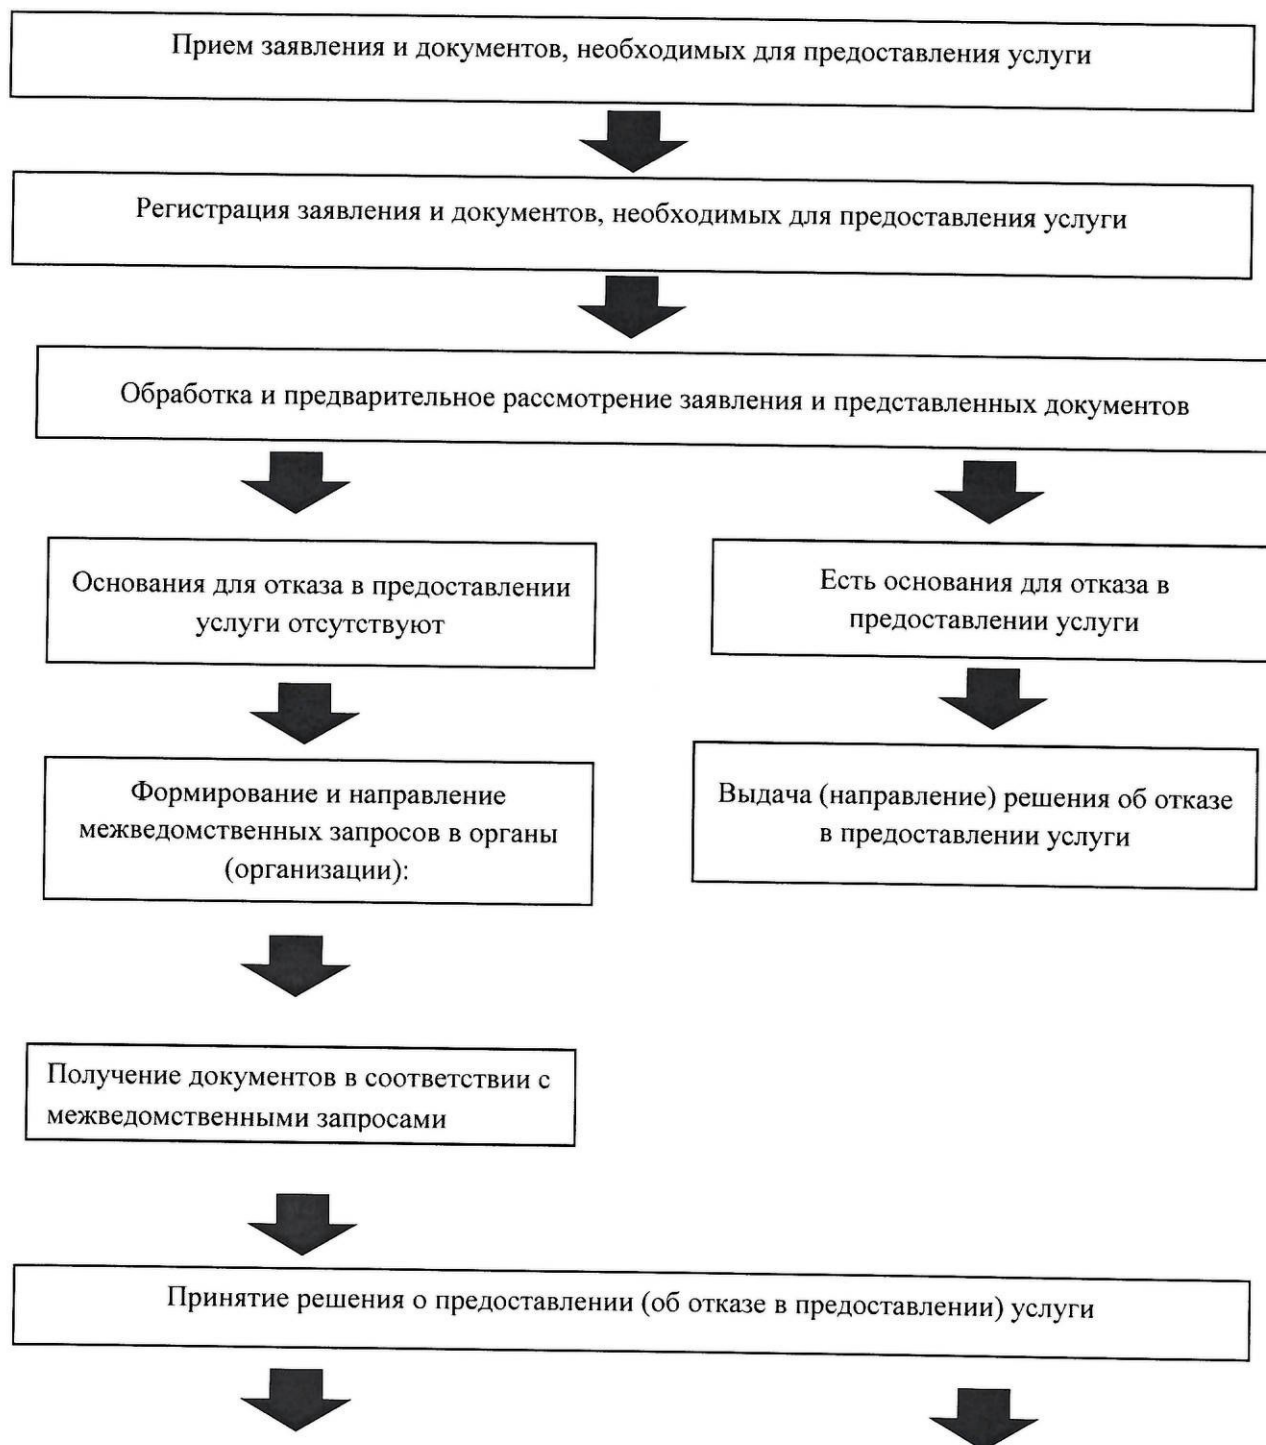 Прием заявления и документов, необходимых для предоставления услуги
Регистрация заявления и документов, необходимых для предоставления услуги
Обработка и предварительное рассмотрение заявления и представленных документов
Основания для отказа в предоставлении
услуги отсутствуют
Есть основания для отказа в
предоставлении услуги
Формирование и направление
межведомственных запросов в органы
(организации):
Выдача (направление) решения об отказе
в предоставлении услуги
Получение документов в соответствии с
межведомственными запросами
Принятие решения о предоставлении (об отказе в предоставлении) услуги